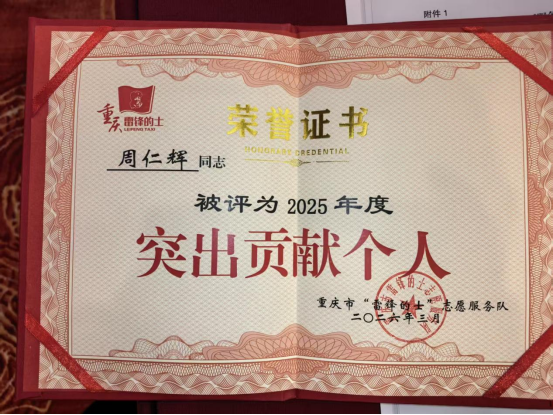 附件 1
重庆雷锋的士
LEIFENG TAXI
荣誉证书
HONORARY CREDENTIAL
周仁辉 同志
被评为 2025 年度
突出贡献个人
重庆市“雷锋的士”志愿服务队
二〇二六年三月